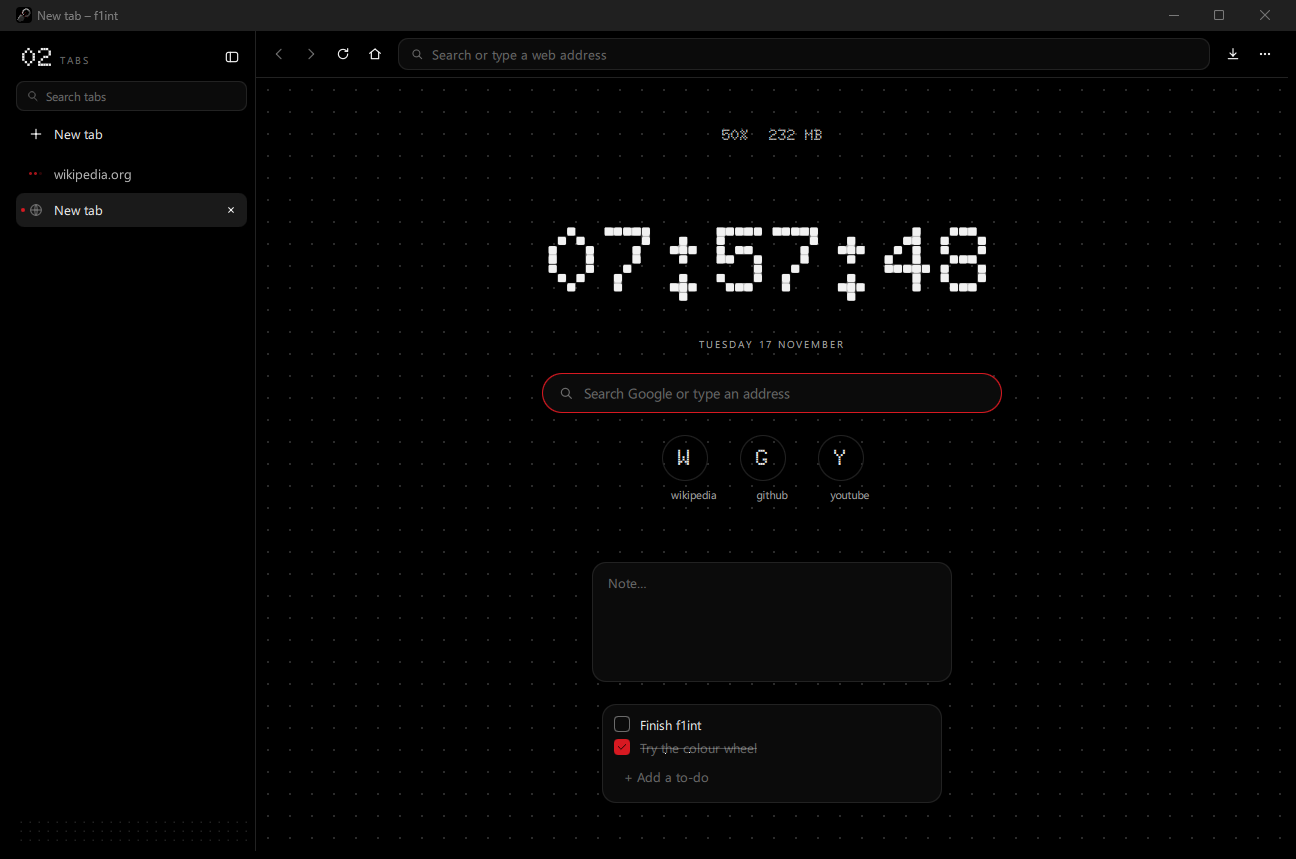 New tab – f1int
02 TABS
Search or type a web address
Search tabs
New tab
wikipedia.org
New tab
50% 232 MB
07:57:48
TUESDAY 17 NOVEMBER
Search Google or type an address
W G Y
wikipedia github youtube
Note...
Finish f1int
Try the colour wheel
+ Add a to-do